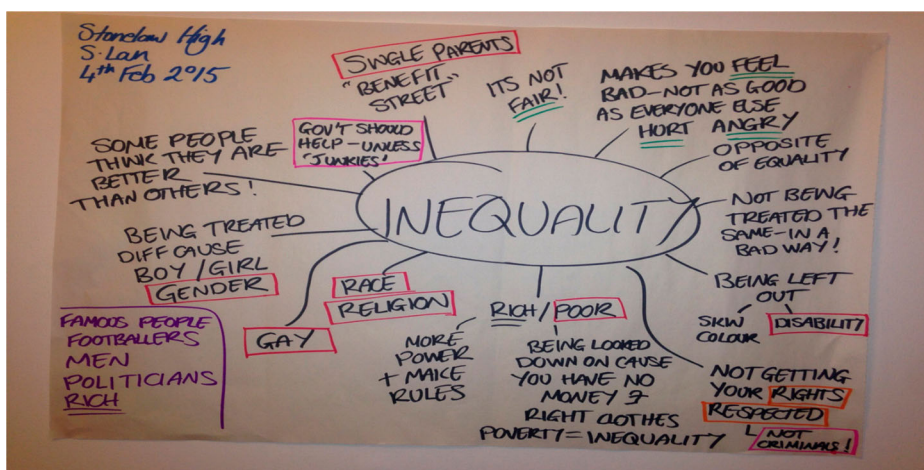 Stonelaw High
S. Lan
4th Feb 2015
SINGLE PARENTS
"BENEFIT
STREET"
ITS NOT
FAIR!
MAKES YOU FEEL
BAD-NOT AS GOOD
AS EVERYONE ELSE
HURT ANGRY
OPPOSITE
OF EQUALITY
GOV'T SHOULD
HELP-UNLESS
'JUNKIES'
SOME PEOPLE
THINK THEY ARE
BETTER
THAN OTHERS!
INEQUALITY
NOT BEING
TREATED THE
SAME-IN A
BAD WAY!
BEING TREATED
DIFF CAUSE
BOY/GIRL
GENDER
BEING LEFT
OUT
SKIN
COLOUR
DISABILITY
RACE
RELIGION
GAY
RICH/POOR
MORE
POWER
+ MAKE
RULES
BEING LOOKED
DOWN ON CAUSE
YOU HAVE NO
MONEY &
RIGHT CLOTHES
POVERTY = INEQUALITY
NOT GETTING
YOUR RIGHTS
RESPECTED
NOT
CRIMINALS!
FAMOUS PEOPLE
FOOTBALLERS
MEN
POLITICIANS
RICH